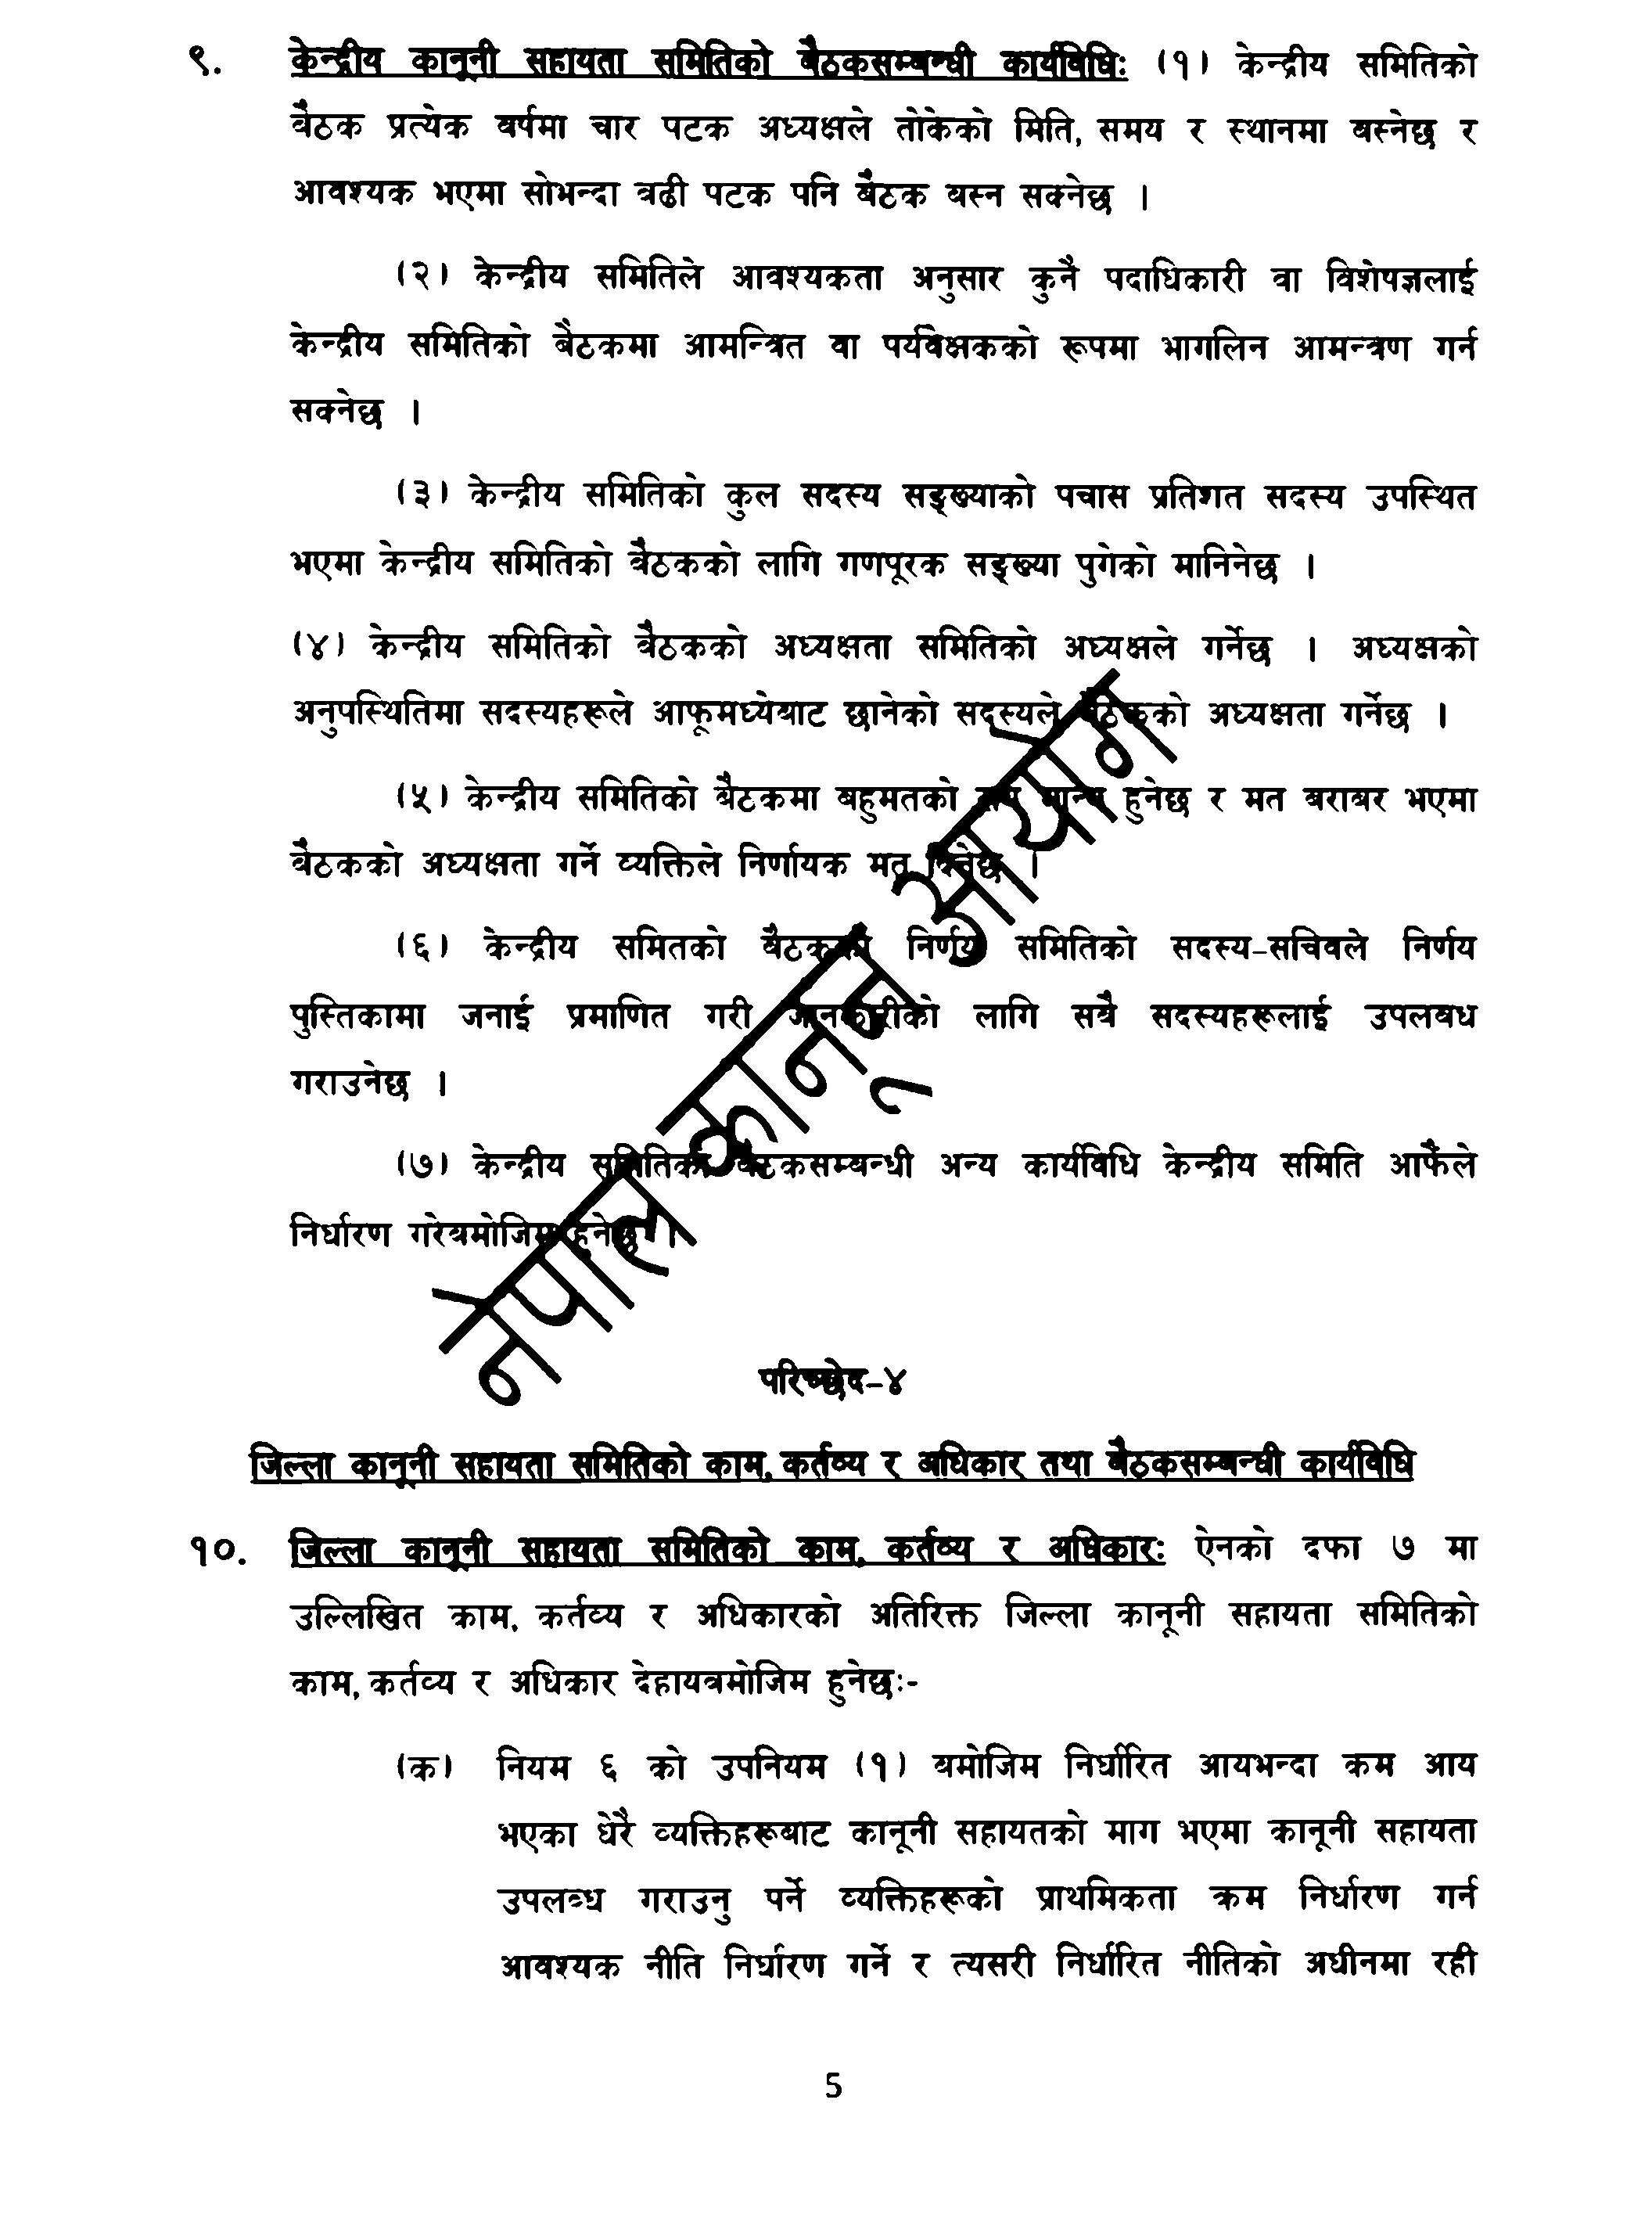 ९. केन्द्रीय कानूनी सहायता समितिको बैठकसम्बन्धी कार्यविधिः (१) केन्द्रीय समितिको
बैठक प्रत्येक वर्षमा चार पटक अध्यक्षले तोकेको मिति, समय र स्थानमा बस्नेछ र
आवश्यक भएमा सोभन्दा बढी पटक पनि बैठक बस्न सक्नेछ ।
(२) केन्द्रीय समितिले आवश्यकता अनुसार कुनै पदाधिकारी वा विशेषज्ञलाई
केन्द्रीय समितिको बैठकमा आमन्त्रित वा पर्यवेक्षकको रूपमा भागलिन आमन्त्रण गर्न
सक्नेछ ।
(३) केन्द्रीय समितिको कुल सदस्य सङ्ख्याको पचास प्रतिशत सदस्य उपस्थित
भएमा केन्द्रीय समितिको बैठकको लागि गणपूरक सङ्ख्या पुगेको मानिनेछ ।
(४) केन्द्रीय समितिको बैठकको अध्यक्षता समितिको अध्यक्षले गर्नेछ । अध्यक्षको
अनुपस्थितिमा सदस्यहरूले आफूमध्येबाट छानेको सदस्यले बैठकको अध्यक्षता गर्नेछ ।
(५) केन्द्रीय समितिको बैठकमा बहुमतको मान्य हुनेछ र मत बराबर भएमा
बैठकको अध्यक्षता गर्ने व्यक्तिले निर्णायक मत दिनेछ ।
(६) केन्द्रीय समितको बैठकको निर्णय समितिको सदस्य-सचिवले निर्णय
पुस्तिकामा जनाई प्रमाणित गरी जानकारीको लागि सबै सदस्यहरूलाई उपलबध
गराउनेछ ।
(७) केन्द्रीय समितिको बैठकसम्बन्धी अन्य कार्यविधि केन्द्रीय समिति आफैंले
निर्धारण गरेबमोजिम हुनेछ ।
नेपाल कानून आयोग
परिच्छेद-४
जिल्ला कानूनी सहायता समितिको काम, कर्तव्य र अधिकार तथा बैठकसम्बन्धी कार्यविधि
१०. जिल्ला कानूनी सहायता समितिको काम, कर्तव्य र अधिकारः ऐनको दफा ७ मा
उल्लिखित काम, कर्तव्य र अधिकारको अतिरिक्त जिल्ला कानूनी सहायता समितिको
काम, कर्तव्य र अधिकार देहायबमोजिम हुनेछः-
(क) नियम ६ को उपनियम (१) बमोजिम निर्धारित आयभन्दा कम आय
भएका धेरै व्यक्तिहरूबाट कानूनी सहायतको माग भएमा कानूनी सहायता
उपलब्ध गराउनु पर्ने व्यक्तिहरूको प्राथमिकता क्रम निर्धारण गर्न
आवश्यक नीति निर्धारण गर्ने र त्यसरी निर्धारित नीतिको अधीनमा रही
5